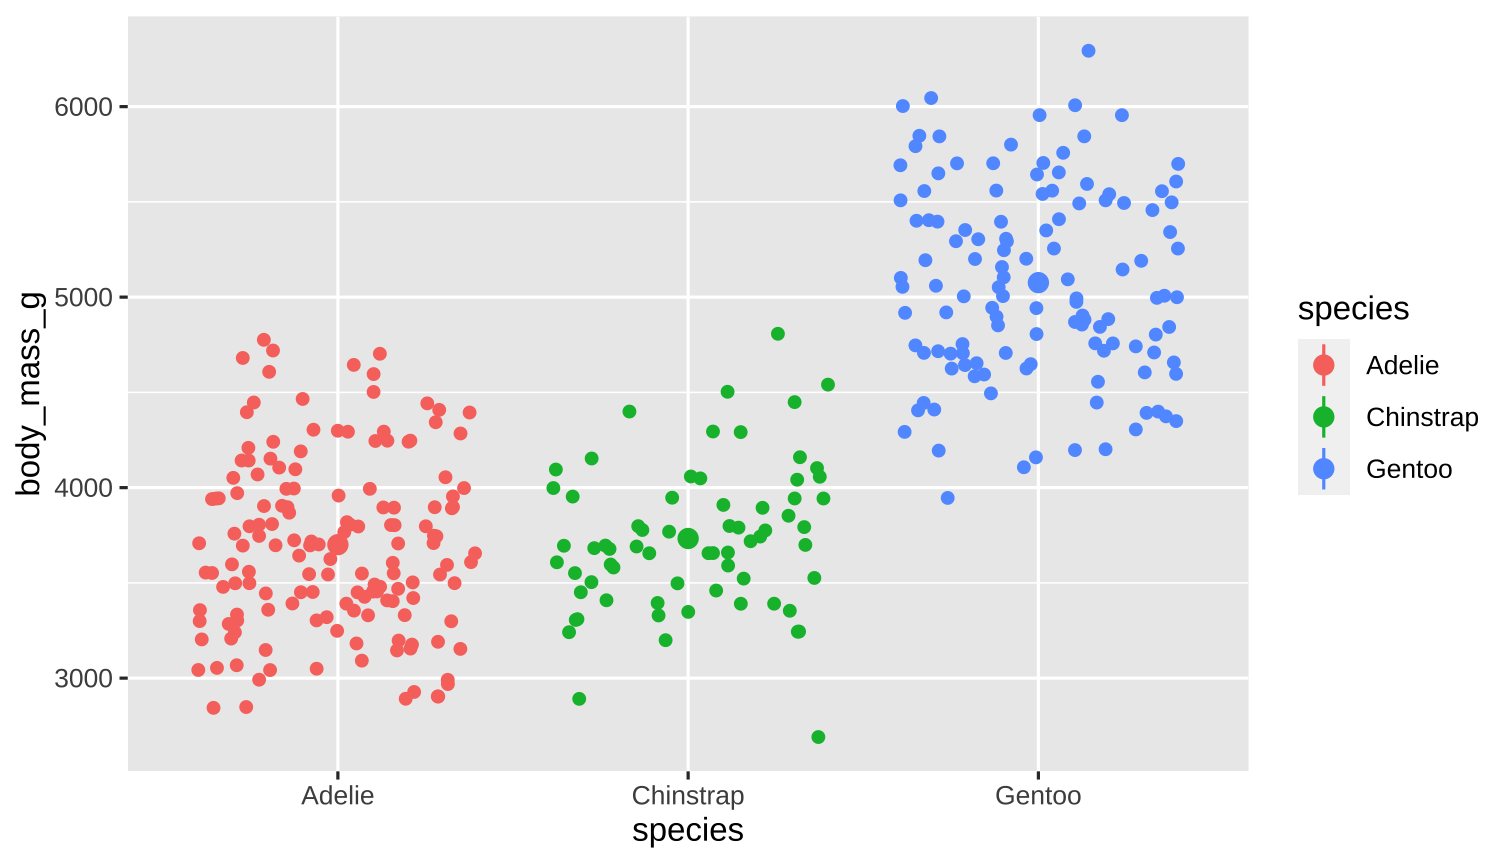 body_mass_g
6000
5000
4000
3000
Adelie Chinstrap Gentoo
species
species
Adelie
Chinstrap
Gentoo